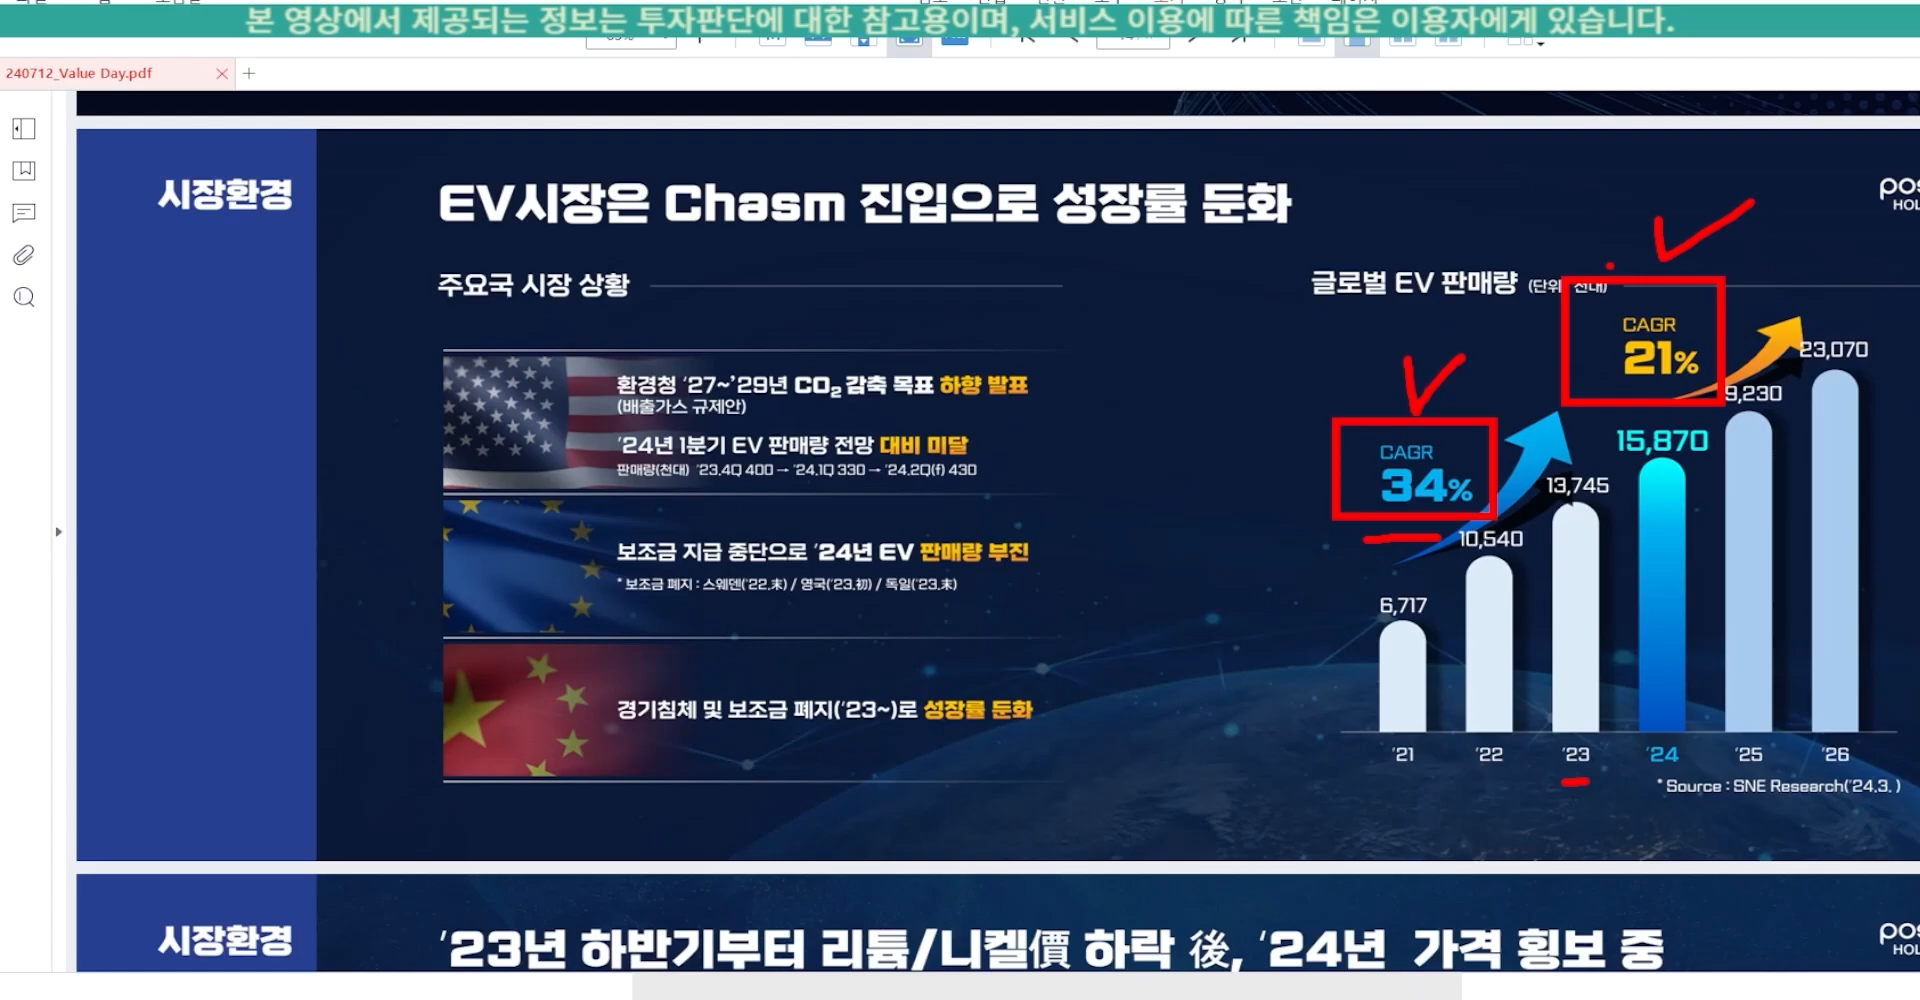 본 영상에서 제공되는 정보는 투자판단에 대한 참고용이며, 서비스 이용에 따른 책임은 이용자에게 있습니다.
240712_Value Day.pdf
시장환경
EV시장은 Chasm 진입으로 성장률 둔화
주요국 시장 상황
환경청 '27~'29년 CO₂ 감축 목표 하향 발표
(배출가스 규제안)
'24년 1분기 EV 판매량 전망 대비 미달
판매량(천대) '23.4Q 400 → '24.1Q 330 → '24.2Q(f) 430
보조금 지급 중단으로 '24년 EV 판매량 부진
* 보조금 폐지 : 스웨덴('22.末) / 영국('23.初) / 독일('23.末)
경기침체 및 보조금 폐지('23~)로 성장률 둔화
글로벌 EV 판매량 (단위 천대)
CAGR
34%
CAGR
21%
6,717
10,540
13,745
15,870
9,230
23,070
'21 '22 '23 '24 '25 '26
* Source : SNE Research('24.3. )
시장환경
'23년 하반기부터 리튬/니켈價 하락 後, '24년 가격 횡보 중